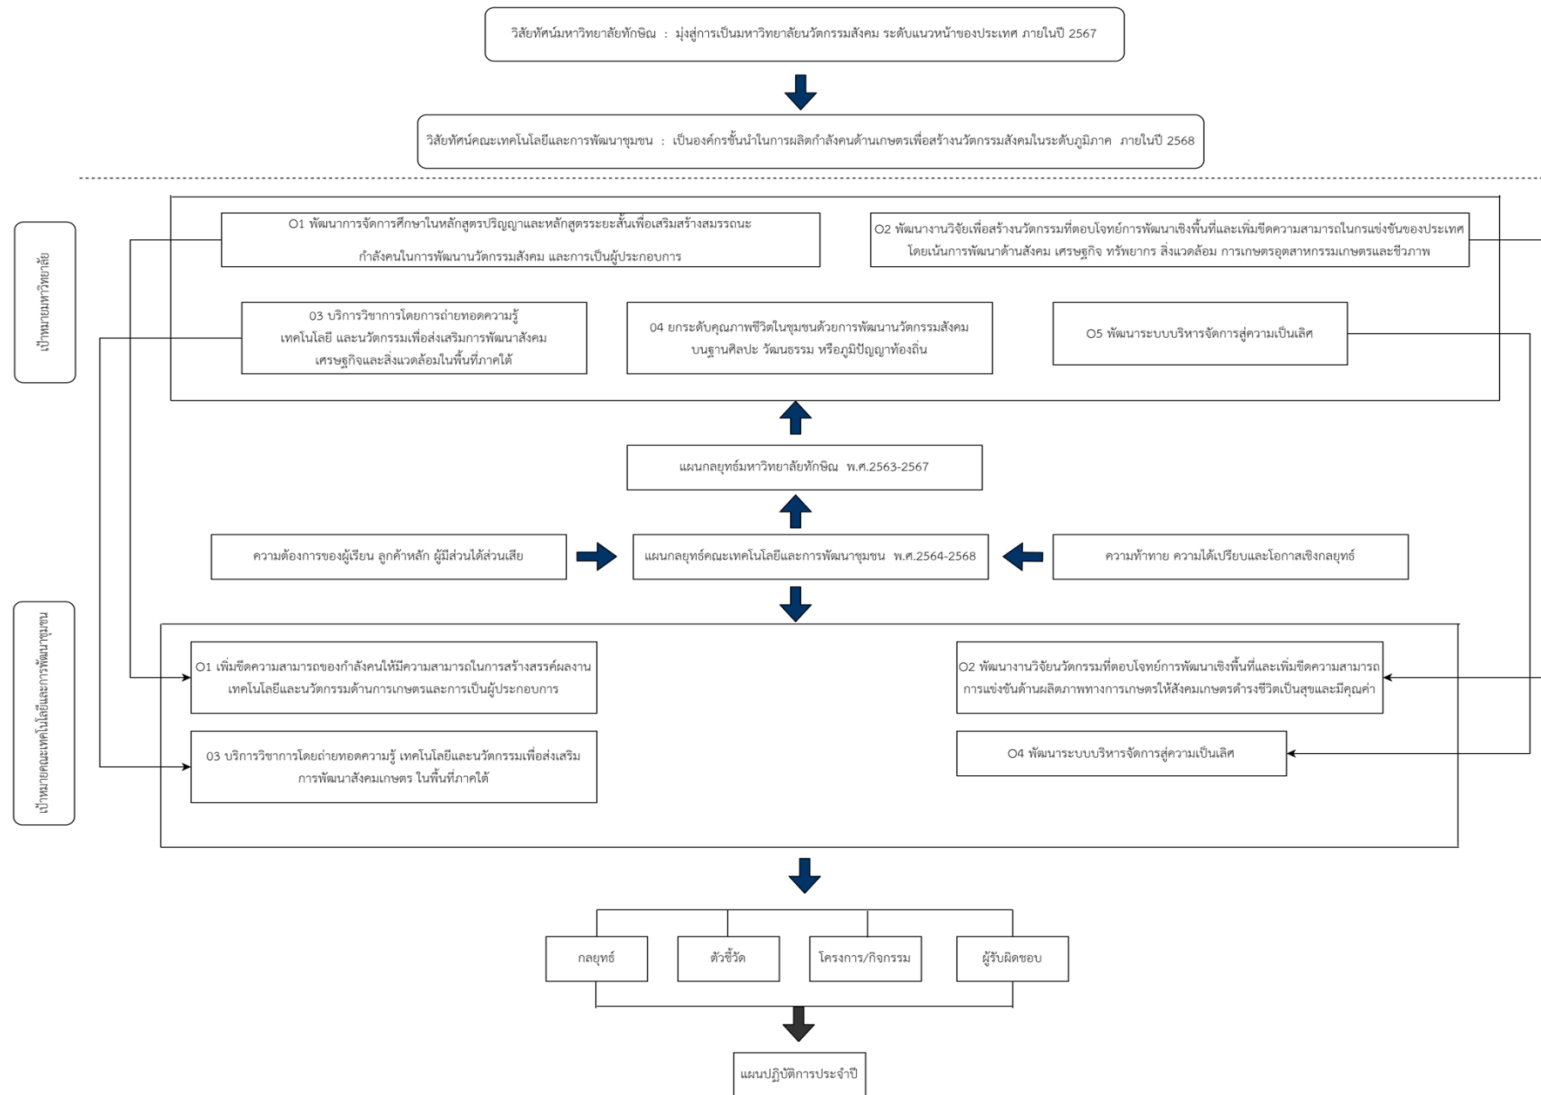 วิสัยทัศน์มหาวิทยาลัยทักษิณ : มุ่งสู่การเป็นมหาวิทยาลัยนวัตกรรมสังคม ระดับแนวหน้าของประเทศ ภายในปี 2567
วิสัยทัศน์คณะเทคโนโลยีและการพัฒนาชุมชน : เป็นองค์กรชั้นนำในการผลิตกำลังคนด้านเกษตรเพื่อสร้างนวัตกรรมสังคมในระดับภูมิภาค ภายในปี 2568
เป้าหมายมหาวิทยาลัย
O1 พัฒนาการจัดการศึกษาในหลักสูตรปริญญาและหลักสูตรระยะสั้นเพื่อเสริมสร้างสมรรถนะ
กำลังคนในการพัฒนานวัตกรรมสังคม และการเป็นผู้ประกอบการ
O2 พัฒนางานวิจัยเพื่อสร้างนวัตกรรมที่ตอบโจทย์การพัฒนาเชิงพื้นที่และเพิ่มขีดความสามารถในกรแข่งขันของประเทศ
โดยเน้นการพัฒนาด้านสังคม เศรษฐกิจ ทรัพยากร สิ่งแวดล้อม การเกษตรอุตสาหกรรมเกษตรและชีวภาพ
03 บริการวิชาการโดยการถ่ายทอดความรู้
เทคโนโลยี และนวัตกรรมเพื่อส่งเสริมการพัฒนาสังคม
เศรษฐกิจและสิ่งแวดล้อมในพื้นที่ภาคใต้
04 ยกระดับคุณภาพชีวิตในชุมชนด้วยการพัฒนานวัตกรรมสังคม
บนฐานศิลปะ วัฒนธรรม หรือภูมิปัญญาท้องถิ่น
O5 พัฒนาระบบบริหารจัดการสู่ความเป็นเลิศ
แผนกลยุทธ์มหาวิทยาลัยทักษิณ พ.ศ.2563-2567
ความต้องการของผู้เรียน ลูกค้าหลัก ผู้มีส่วนได้ส่วนเสีย
แผนกลยุทธ์คณะเทคโนโลยีและการพัฒนาชุมชน พ.ศ.2564-2568
ความท้าทาย ความได้เปรียบและโอกาสเชิงกลยุทธ์
เป้าหมายคณะเทคโนโลยีและการพัฒนาชุมชน
O1 เพิ่มขีดความสามารถของกำลังคนให้มีความสามารถในการสร้างสรรค์ผลงาน
เทคโนโลยีและนวัตกรรมด้านการเกษตรและการเป็นผู้ประกอบการ
O2 พัฒนางานวิจัยนวัตกรรมที่ตอบโจทย์การพัฒนาเชิงพื้นที่และเพิ่มขีดความสามารถ
การแข่งขันด้านผลิตภาพทางการเกษตรให้สังคมเกษตรดำรงชีวิตเป็นสุขและมีคุณค่า
03 บริการวิชาการโดยถ่ายทอดความรู้ เทคโนโลยีและนวัตกรรมเพื่อส่งเสริม
การพัฒนาสังคมเกษตร ในพื้นที่ภาคใต้
O4 พัฒนาระบบบริหารจัดการสู่ความเป็นเลิศ
กลยุทธ์
ตัวชี้วัด
โครงการ/กิจกรรม
ผู้รับผิดชอบ
แผนปฏิบัติการประจำปี